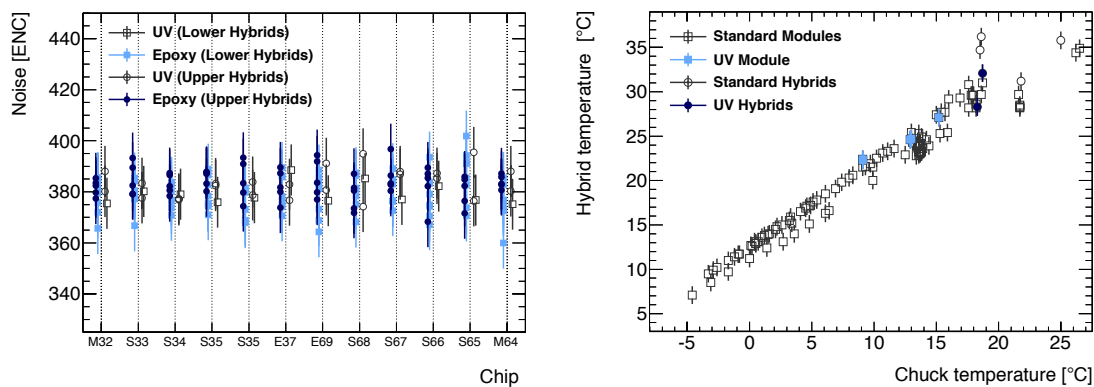 Noise [ENC]
440
420
400
380
360
340
UV (Lower Hybrids)
Epoxy (Lower Hybrids)
UV (Upper Hybrids)
Epoxy (Upper Hybrids)
M32 S33 S34 S35 S35 E37 E69 S68 S67 S66 S65 M64
Chip
Hybrid temperature [°C]
35
30
25
20
15
10
5
Standard Modules
UV Module
Standard Hybrids
UV Hybrids
-5 0 5 10 15 20 25
Chuck temperature [°C]